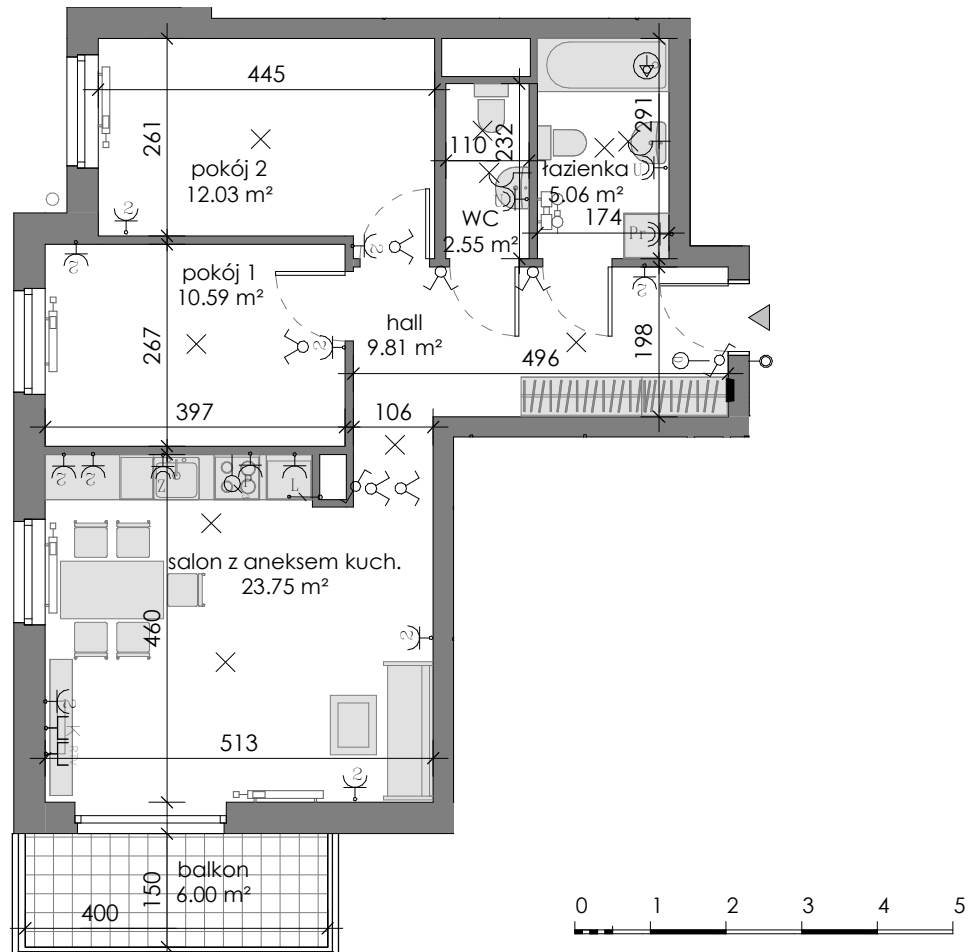 445
261
pokój 2
12.03 m²
110
232
291
łazienka
5.06 m²
U
174
WC
2.55 m²
Pr
pokój 1
10.59 m²
267
397
hall
9.81 m²
496
198
106
Z
P
L
salon z aneksem kuch.
23.75 m²
460
K
RTV
513
balkon
6.00 m²
150
400
0 1 2 3 4 5